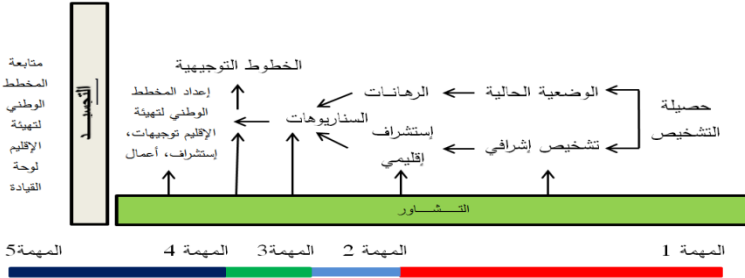 حصيلة
التشخيص
الوضعية الحالية
تشخيص إشرافي
الرهانات
إستشراف
إقليمي
السناريوهات
الخطوط التوجيهية
إعداد المخطط
الوطني لتهيئة
الإقليم توجيهات،
إستشراف، أعمال
التجسيد
متابعة
المخطط
الوطني
لتهيئة
الإقليم
لوحة
القيادة
التشاور
المهمة 1
المهمة 2
المهمة3
المهمة 4
المهمة5